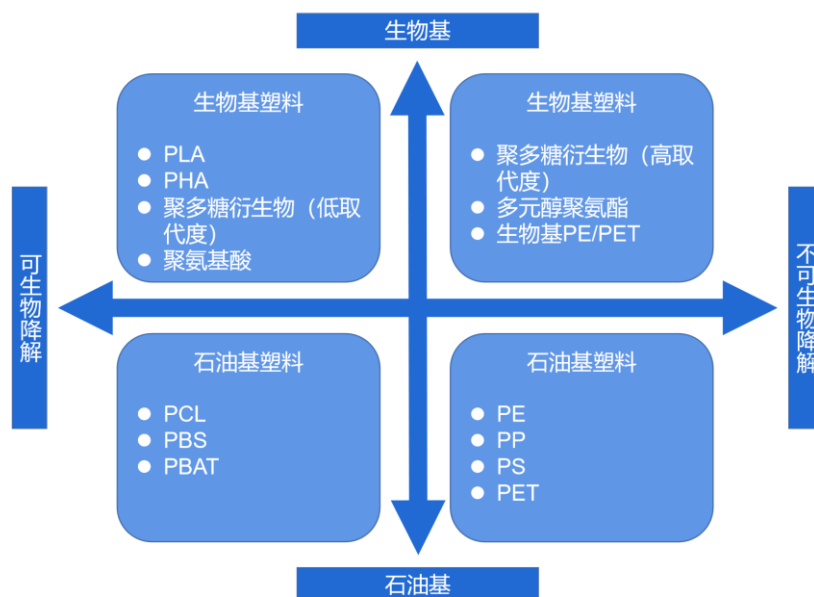 生物基
生物基塑料
PLA
PHA
聚多糖衍生物（低取
代度）
聚氨基酸
生物基塑料
聚多糖衍生物（高取
代度）
多元醇聚氨酯
生物基PE/PET
可生物降解
不可生物降解
石油基塑料
PCL
PBS
PBAT
石油基塑料
PE
PP
PS
PET
石油基